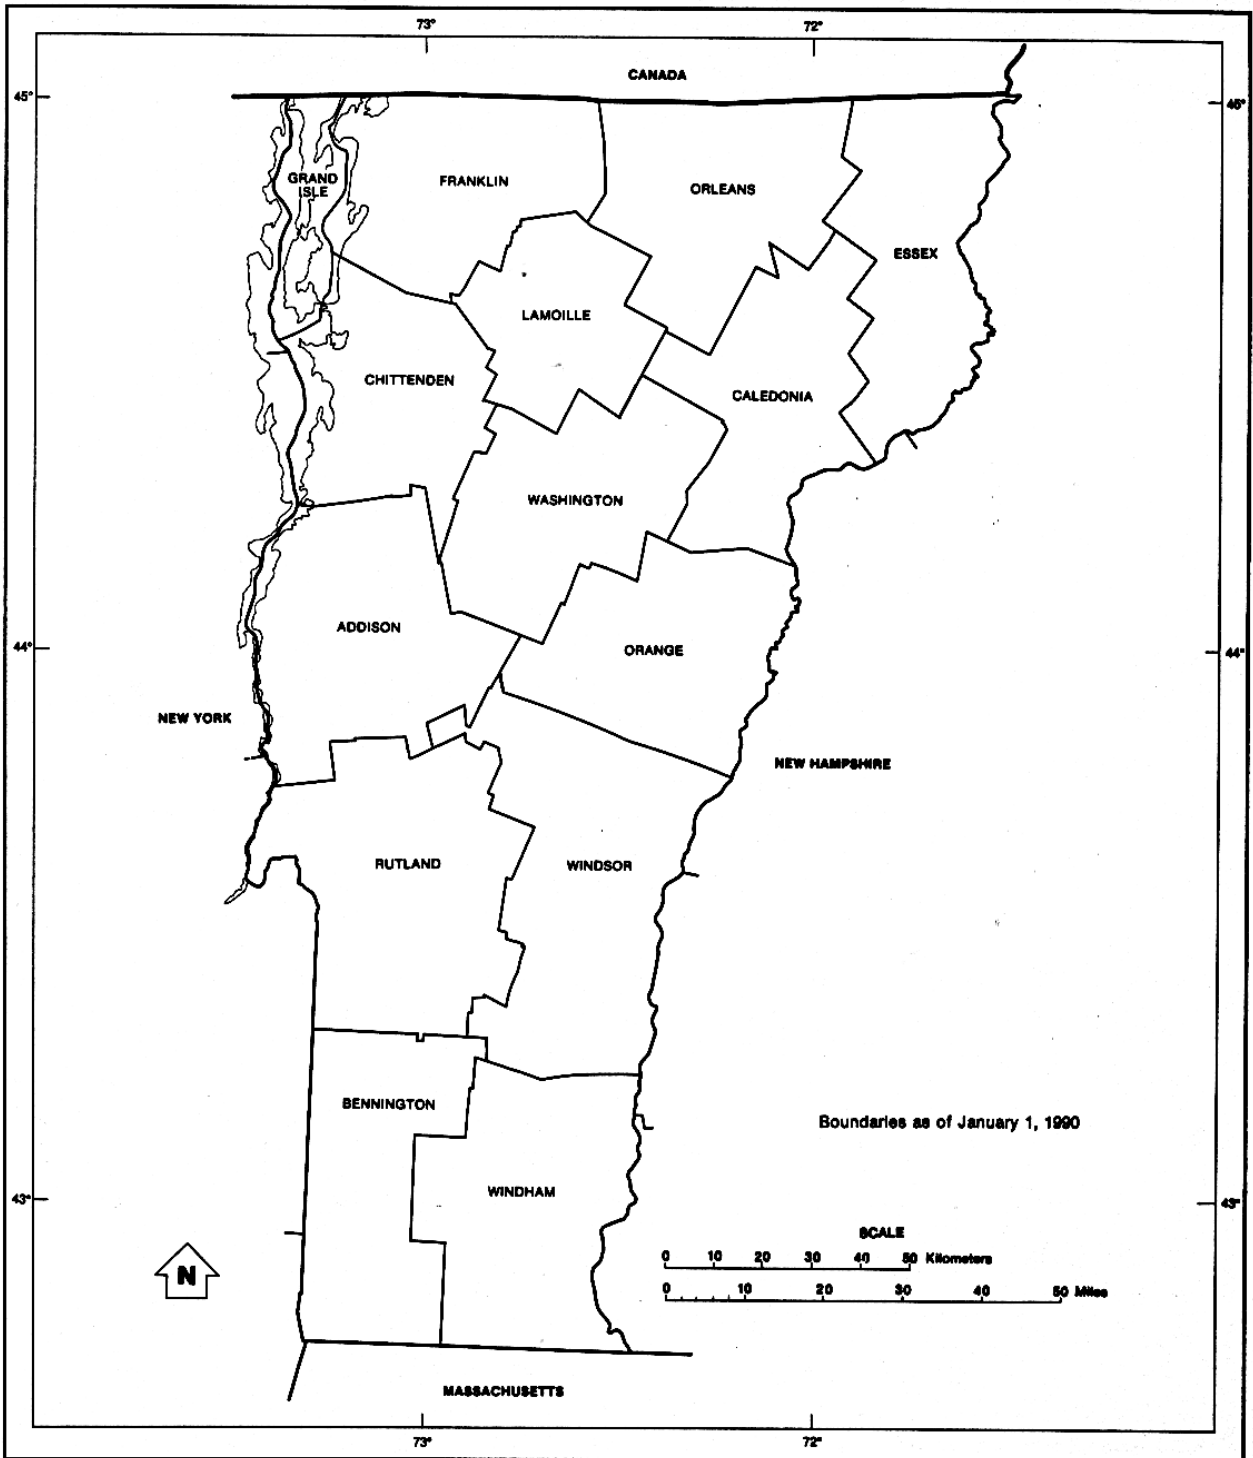 73°
72°
CANADA
45°
45°
GRAND
ISLE
FRANKLIN
ORLEANS
ESSEX
LAMOILLE
CHITTENDEN
CALEDONIA
WASHINGTON
ADDISON
44°
ORANGE
44°
NEW YORK
NEW HAMPSHIRE
RUTLAND
WINDSOR
BENNINGTON
Boundaries as of January 1, 1990
WINDHAM
43°
43°
SCALE
0 10 20 30 40 50 Kilometers
N
0 10 20 30 40 50 Miles
MASSACHUSETTS
73°
72°